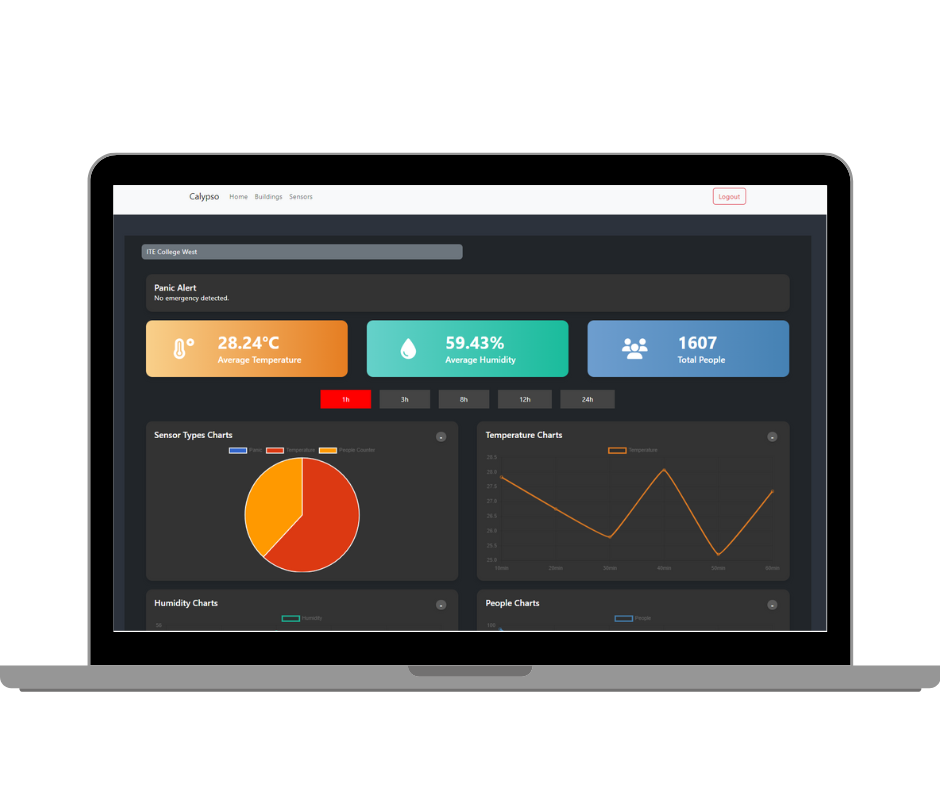 Calypso Home Buildings Sensors Logout
ITE College West
Panic Alert
No emergency detected.
28.24°C
Average Temperature
59.43%
Average Humidity
1607
Total People
1h 3h 8h 12h 24h
Sensor Types Charts
Panic Temperature People Counter
Temperature Charts
Temperature
28.5
28.0
27.5
27.0
26.5
26.0
25.5
25.0
10min 20min 30min 40min 50min 60min
Humidity Charts
Humidity
People Charts
People
100